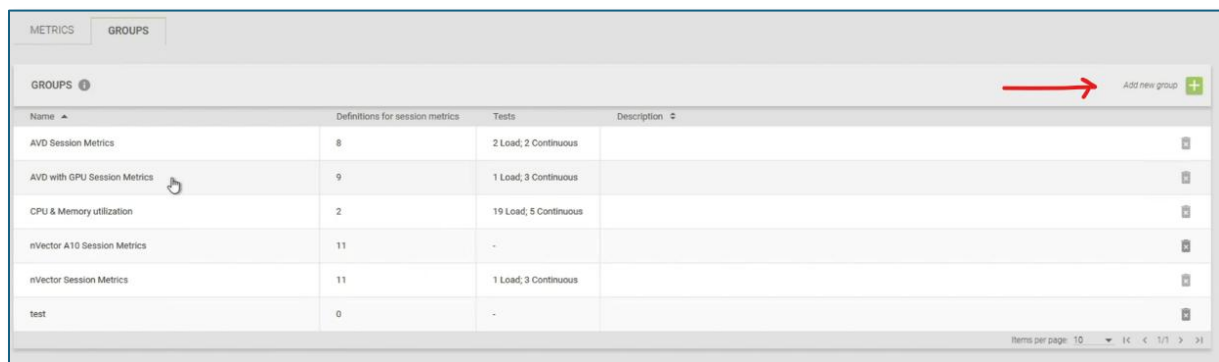 METRICS GROUPS
GROUPS
Add new group
Name Definitions for session metrics Tests Description
AVD Session Metrics 8 2 Load; 2 Continuous
AVD with GPU Session Metrics 9 1 Load; 3 Continuous
CPU & Memory utilization 2 19 Load; 5 Continuous
nVector A10 Session Metrics 11 -
nVector Session Metrics 11 1 Load; 3 Continuous
test 0 -
Items per page: 10 1/1